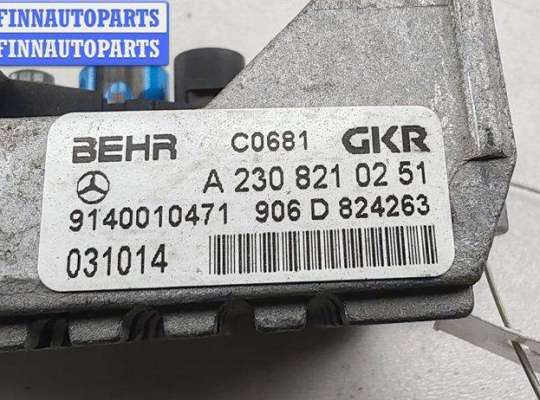 FINNAUTOPARTS
FINNAUTOPARTS
BEHR C0681 GKR
A 230 821 02 51
9140010471 906 D 824263
031014